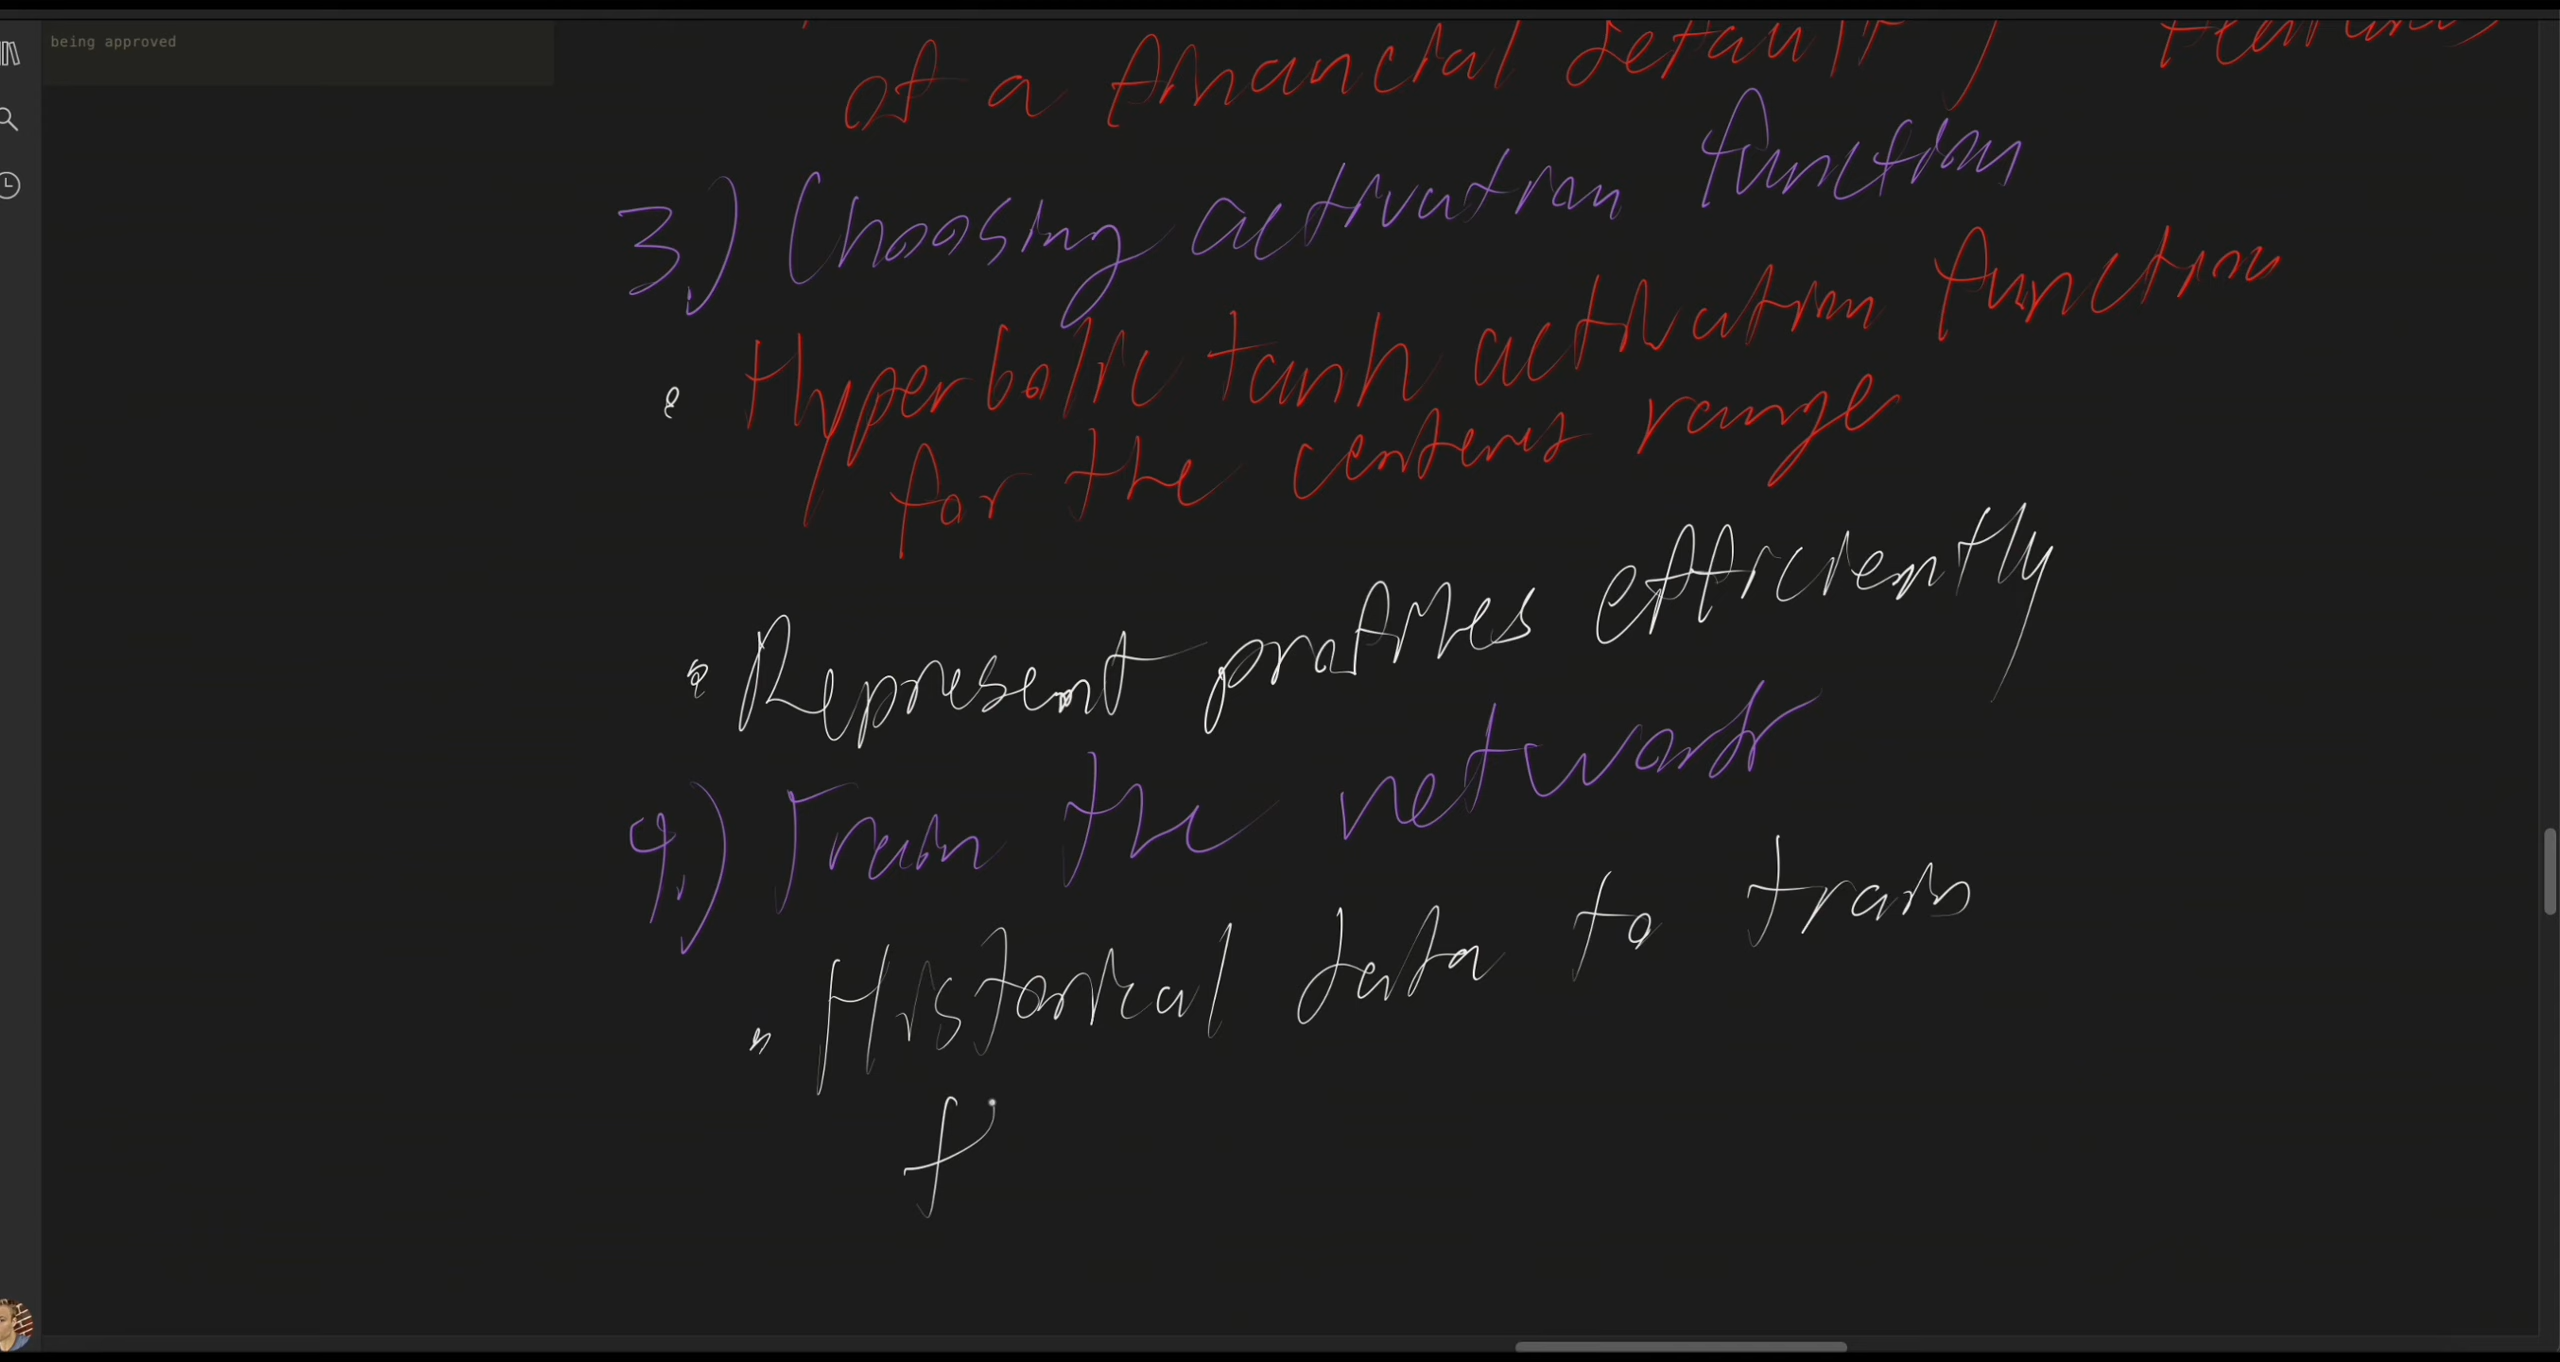 being approved
of a financial default
3.) Choosing activation function
Hyperbolic tanh activation function
for the centers range
Represent profiles efficiently
4.) Train the network
Historical data to train
f